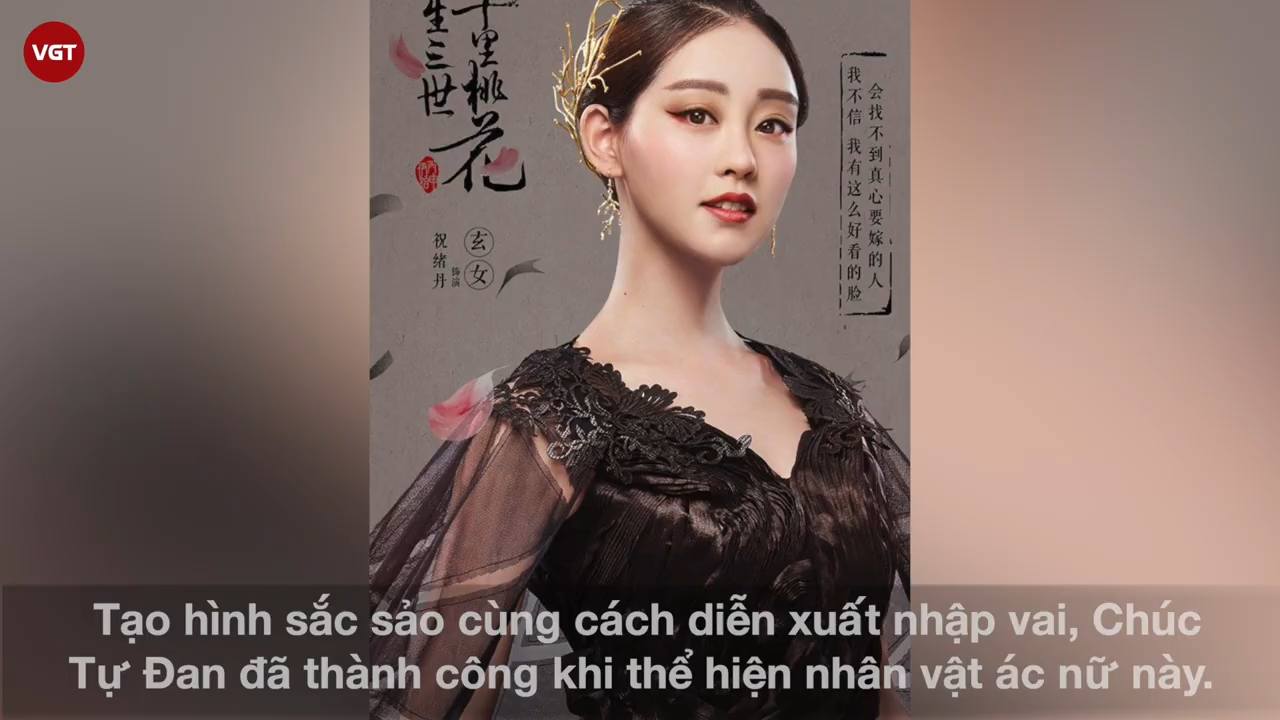 VGT
生三世
十里桃花
祝绪丹
饰演
玄女
会找不到真心要嫁的人
我不信 我有这么好看的脸
Tạo hình sắc sảo cùng cách diễn xuất nhập vai, Chúc
Tự Đan đã thành công khi thể hiện nhân vật ác nữ này.